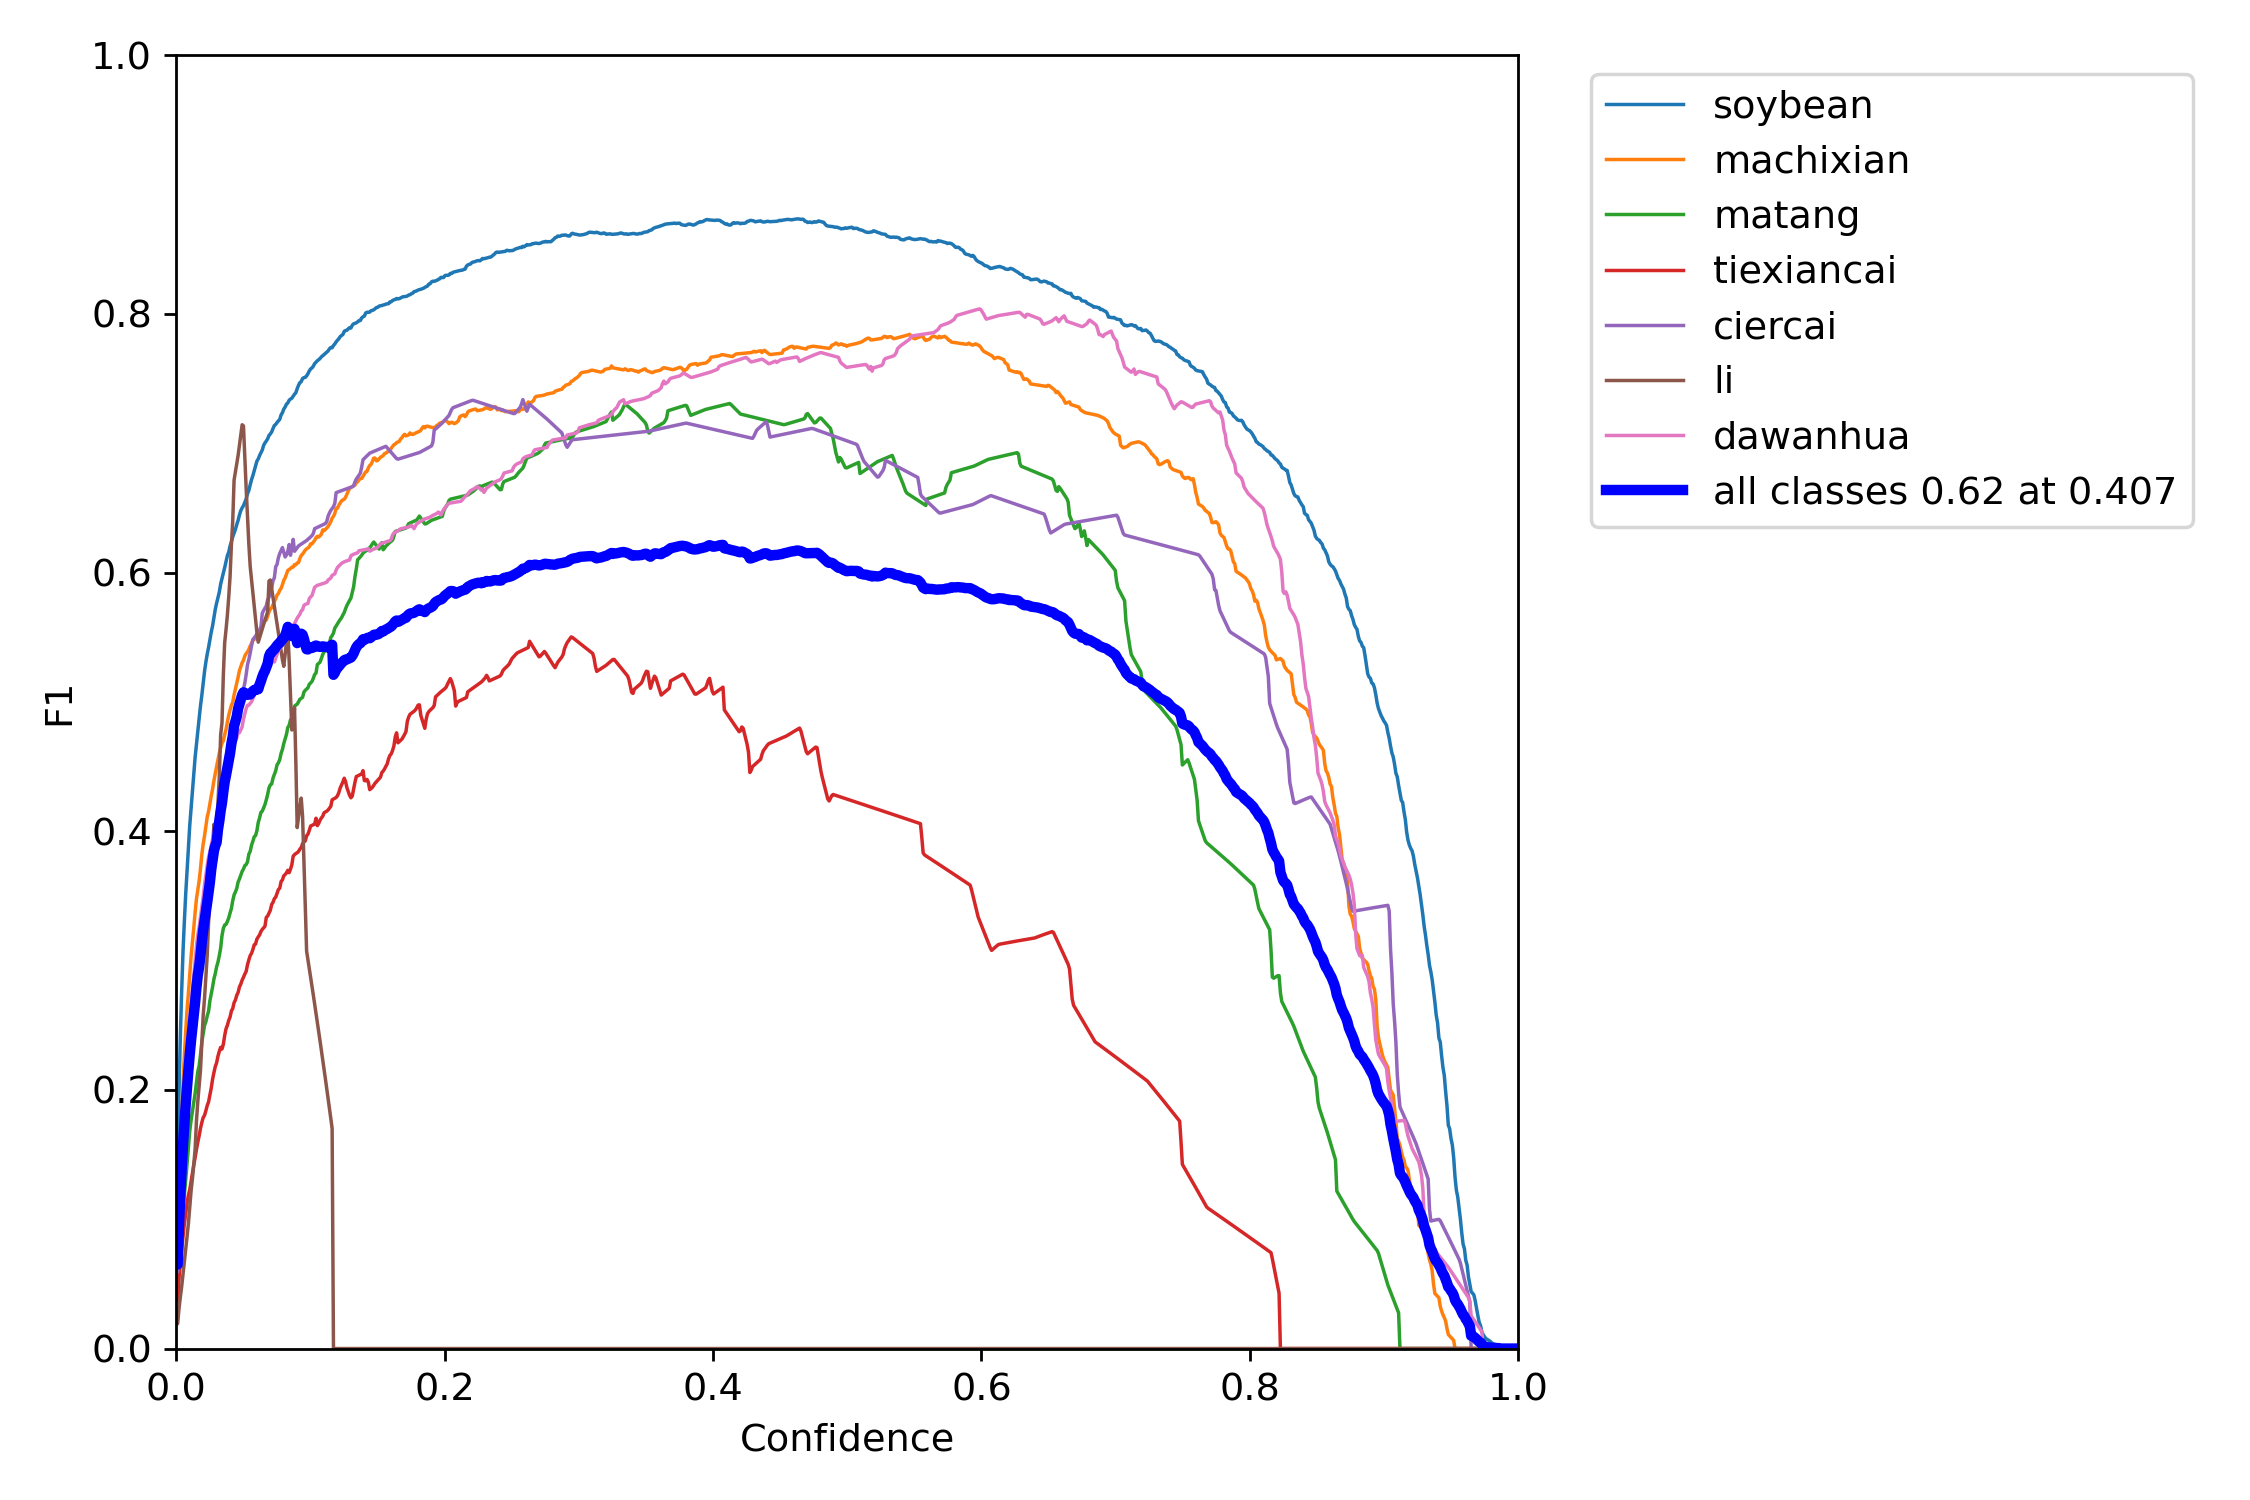 1.0
0.8
0.6
0.4
0.2
0.0
F1
0.0 0.2 0.4 0.6 0.8 1.0
Confidence
soybean
machixian
matang
tiexiancai
ciercai
li
dawanhua
all classes 0.62 at 0.407